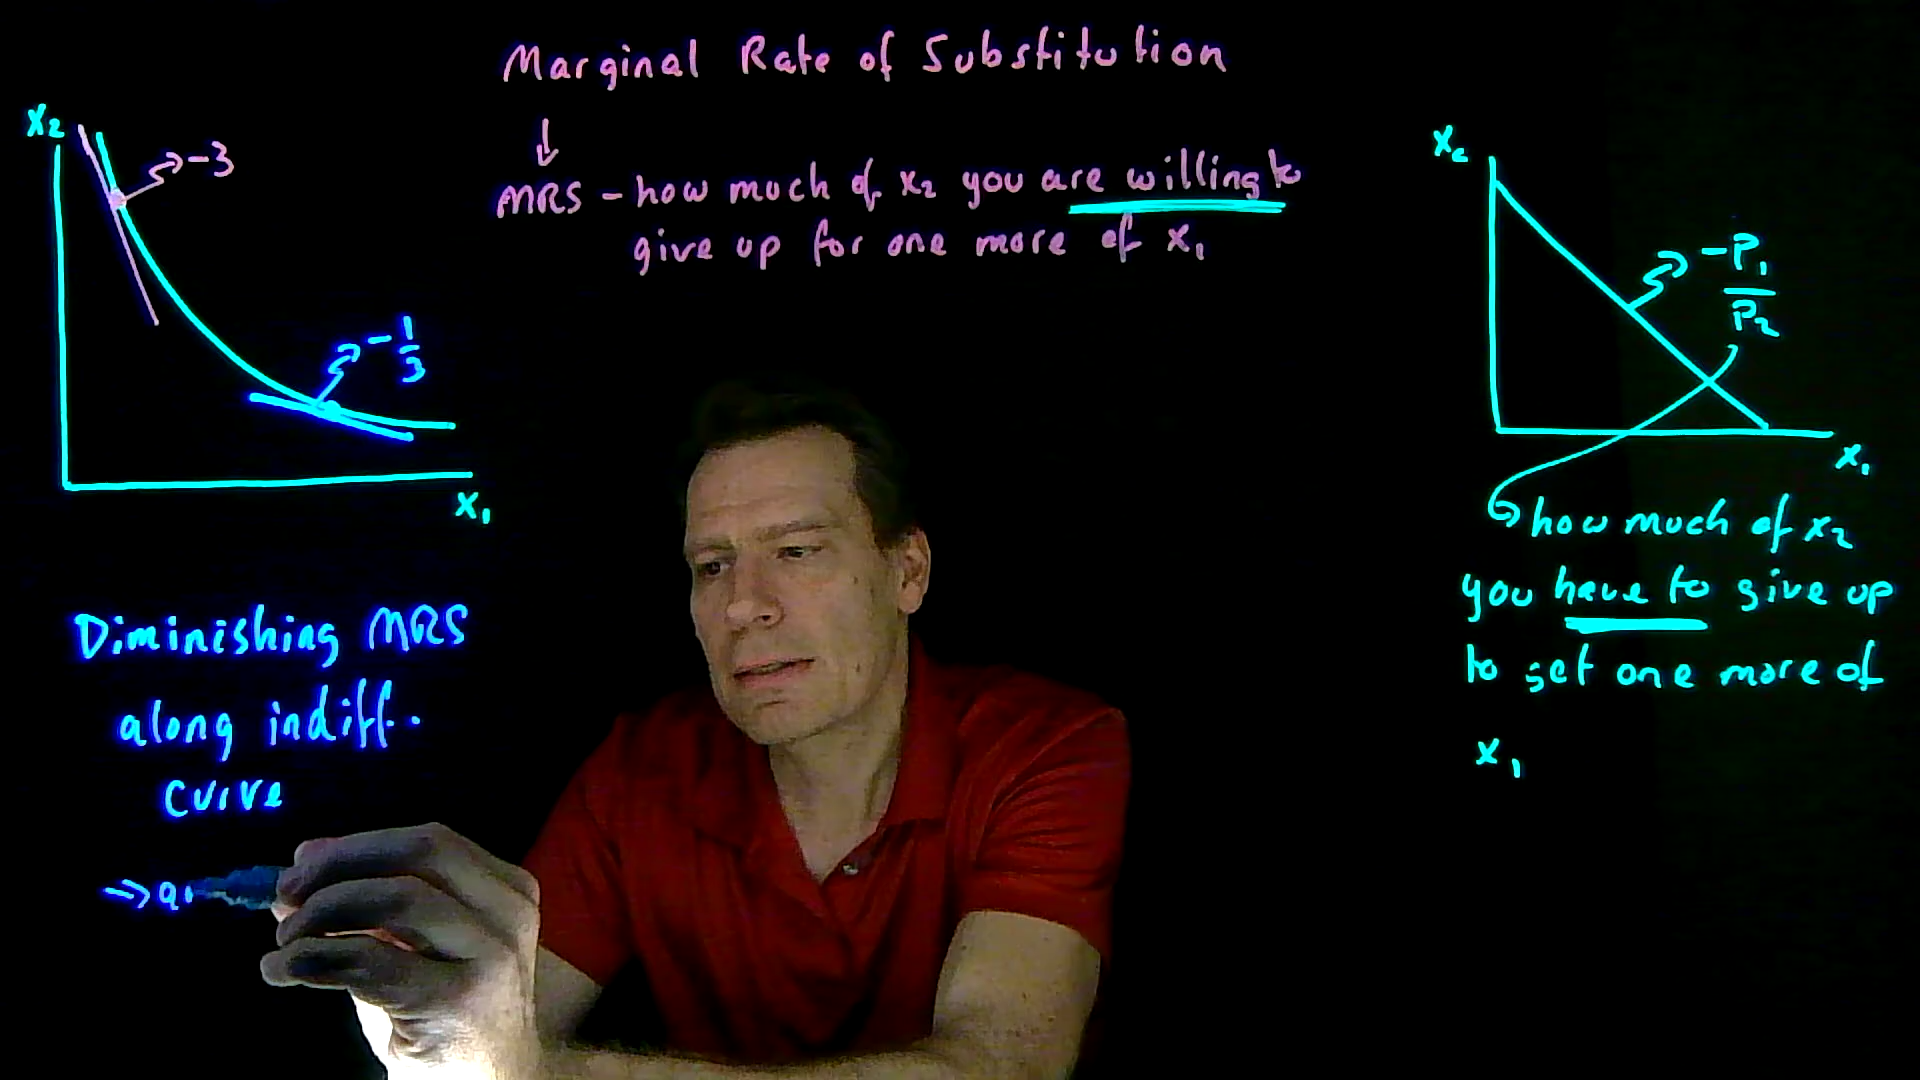 Marginal Rate of Substitution
MRS – how much of x₂ you are willing to
give up for one more of x₁
x₂
-3
-1/3
x₁
Diminishing MRS
along indiff.
curve
x₂
-P₁/P₂
x₁
how much of x₂
you have to give up
to get one more of
x₁